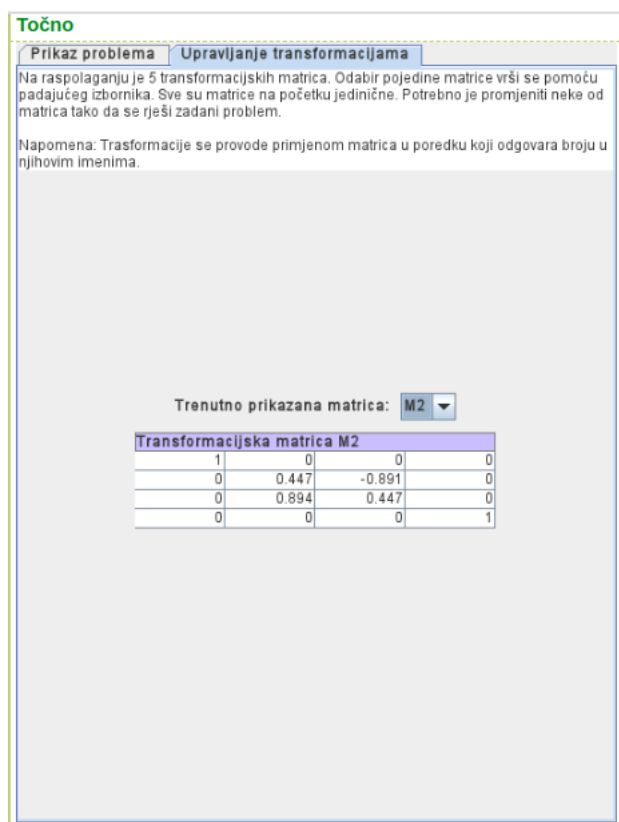 Točno
Prikaz problema Upravljanje transformacijama
Na raspolaganju je 5 transformacijskih matrica. Odabir pojedine matrice vrši se pomoću
padajućeg izbornika. Sve su matrice na početku jedinične. Potrebno je promjeniti neke od
matrica tako da se rješi zadani problem.
Napomena: Trasformacije se provode primjenom matrica u poredku koji odgovara broju u
njihovim imenima.
Trenutno prikazana matrica: M2
Transformacijska matrica M2
1 0 0 0
0 0.447 -0.891 0
0 0.894 0.447 0
0 0 0 1